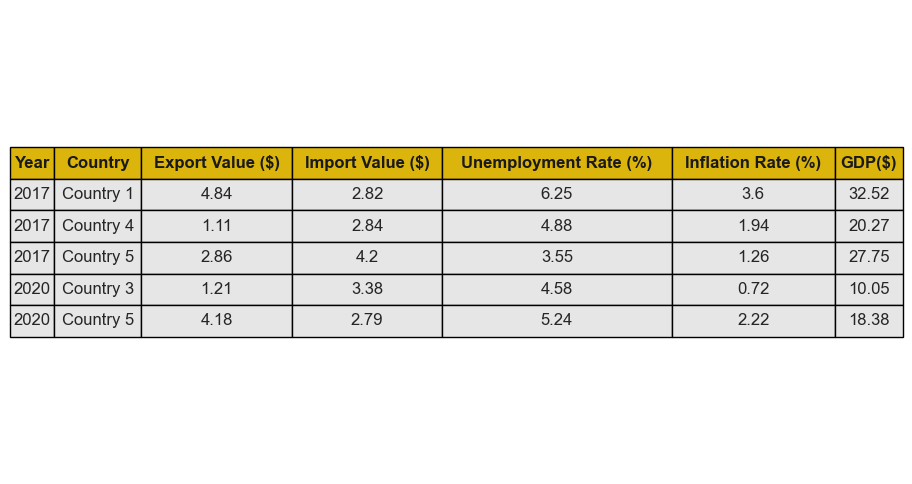 Year Country Export Value ($) Import Value ($) Unemployment Rate (%) Inflation Rate (%) GDP($)
2017 Country 1 4.84 2.82 6.25 3.6 32.52
2017 Country 4 1.11 2.84 4.88 1.94 20.27
2017 Country 5 2.86 4.2 3.55 1.26 27.75
2020 Country 3 1.21 3.38 4.58 0.72 10.05
2020 Country 5 4.18 2.79 5.24 2.22 18.38